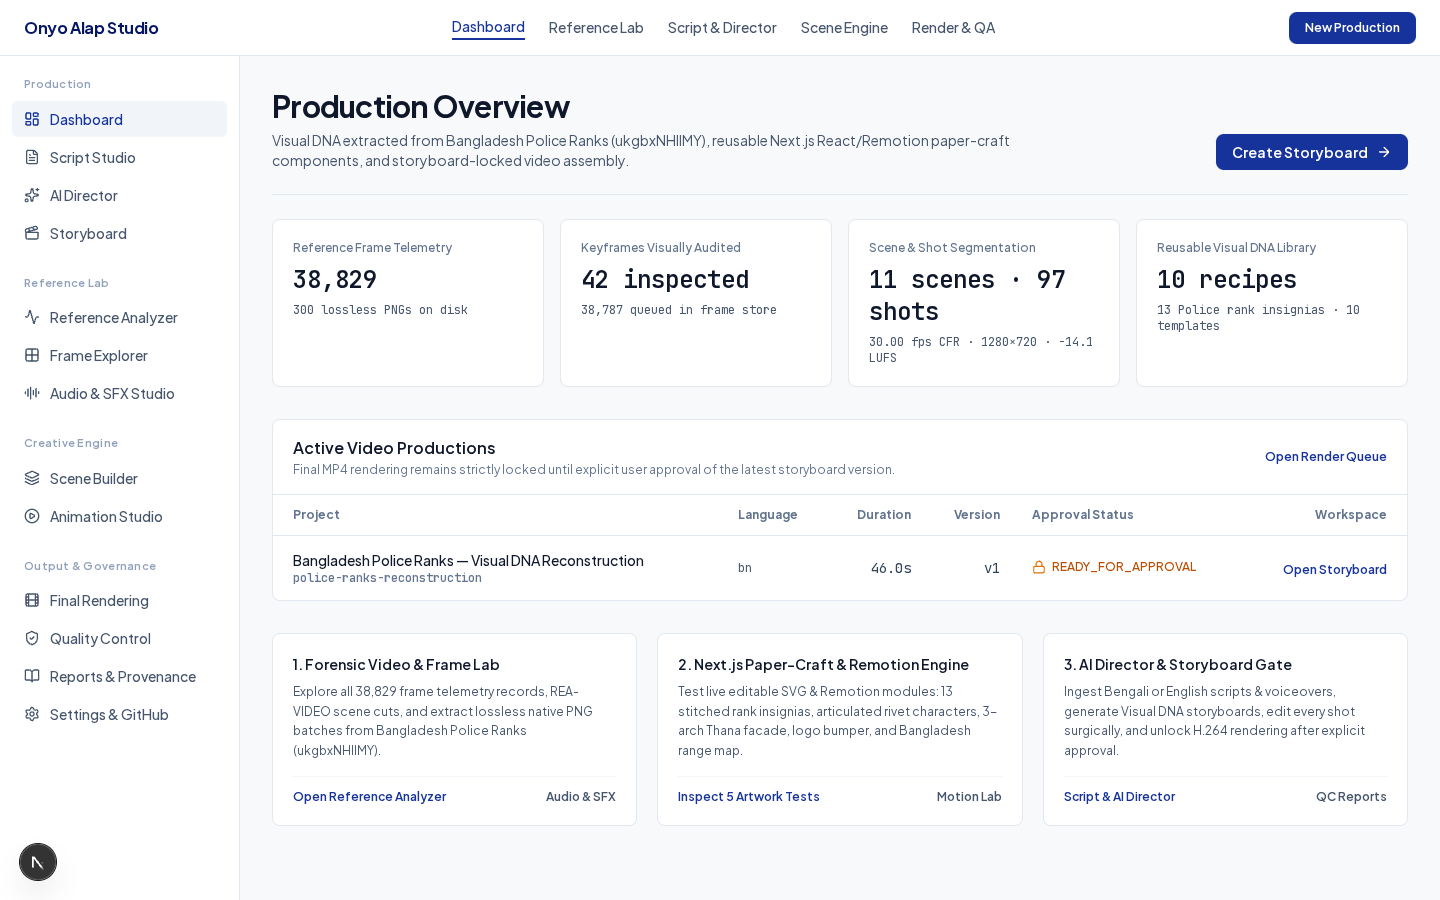 Onyo Alap Studio
Dashboard
Reference Lab
Script & Director
Scene Engine
Render & QA
New Production
Production
Dashboard
Script Studio
AI Director
Storyboard
Reference Lab
Reference Analyzer
Frame Explorer
Audio & SFX Studio
Creative Engine
Scene Builder
Animation Studio
Output & Governance
Final Rendering
Quality Control
Reports & Provenance
Settings & GitHub
Production Overview
Visual DNA extracted from Bangladesh Police Ranks (ukgbxNHIIMY), reusable Next.js React/Remotion paper-craft
components, and storyboard-locked video assembly.
Create Storyboard
Reference Frame Telemetry
38,829
300 lossless PNGs on disk
Keyframes Visually Audited
42 inspected
38,787 queued in frame store
Scene & Shot Segmentation
11 scenes · 97
shots
30.00 fps CFR · 1280×720 · -14.1
LUFS
Reusable Visual DNA Library
10 recipes
13 Police rank insignias · 10
templates
Active Video Productions
Final MP4 rendering remains strictly locked until explicit user approval of the latest storyboard version.
Open Render Queue
Project
Language
Duration
Version
Approval Status
Workspace
Bangladesh Police Ranks — Visual DNA Reconstruction
police-ranks-reconstruction
bn
46.0s
v1
READY_FOR_APPROVAL
Open Storyboard
1. Forensic Video & Frame Lab
Explore all 38,829 frame telemetry records, REA-
VIDEO scene cuts, and extract lossless native PNG
batches from Bangladesh Police Ranks
(ukgbxNHIIMY).
Open Reference Analyzer
Audio & SFX
2. Next.js Paper-Craft & Remotion Engine
Test live editable SVG & Remotion modules: 13
stitched rank insignias, articulated rivet characters, 3-
arch Thana facade, logo bumper, and Bangladesh
range map.
Inspect 5 Artwork Tests
Motion Lab
3. AI Director & Storyboard Gate
Ingest Bengali or English scripts & voiceovers,
generate Visual DNA storyboards, edit every shot
surgically, and unlock H.264 rendering after explicit
approval.
Script & AI Director
QC Reports